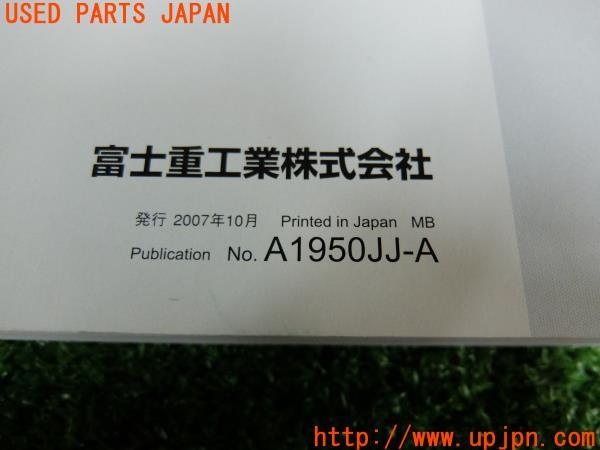 USED PARTS JAPAN
富士重工業株式会社
発行 2007年10月 Printed in Japan MB
Publication No. A1950JJ-A
http://www.upjpn.com